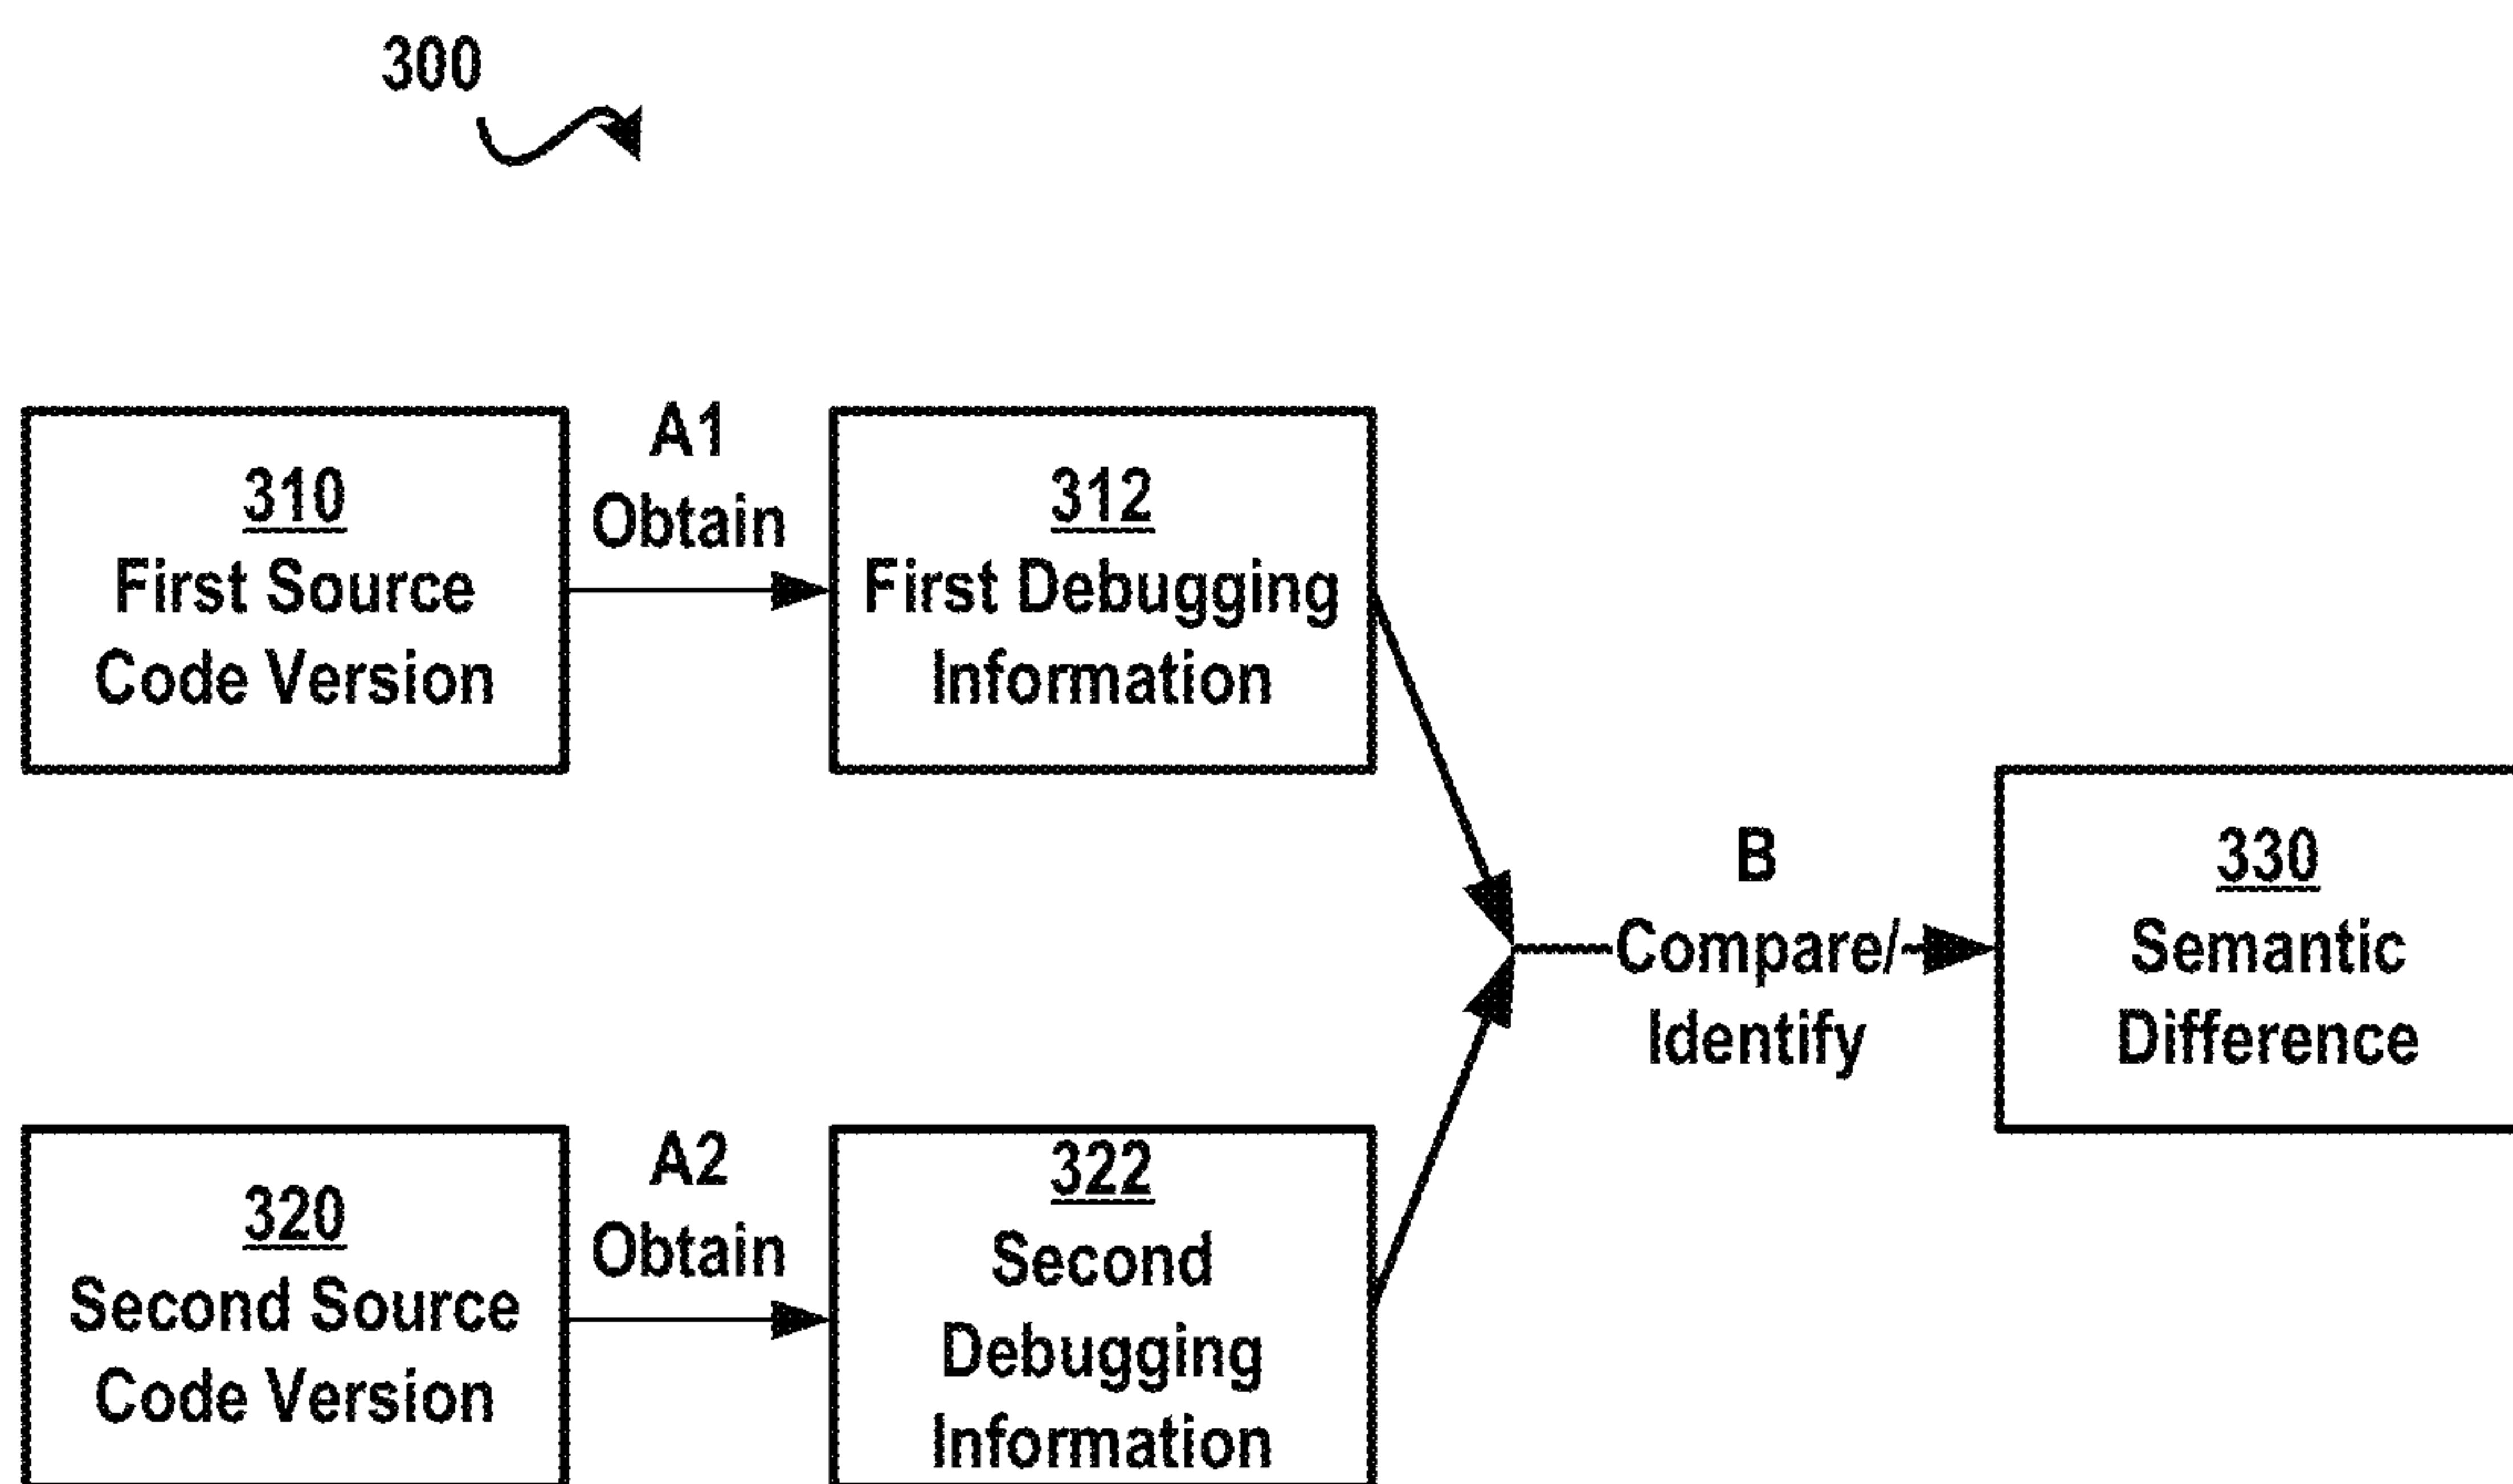 300
310
First Source
Code Version
A1
Obtain
312
First Debugging
Information
B
Compare/
Identify
330
Semantic
Difference
320
Second Source
Code Version
A2
Obtain
322
Second
Debugging
Information